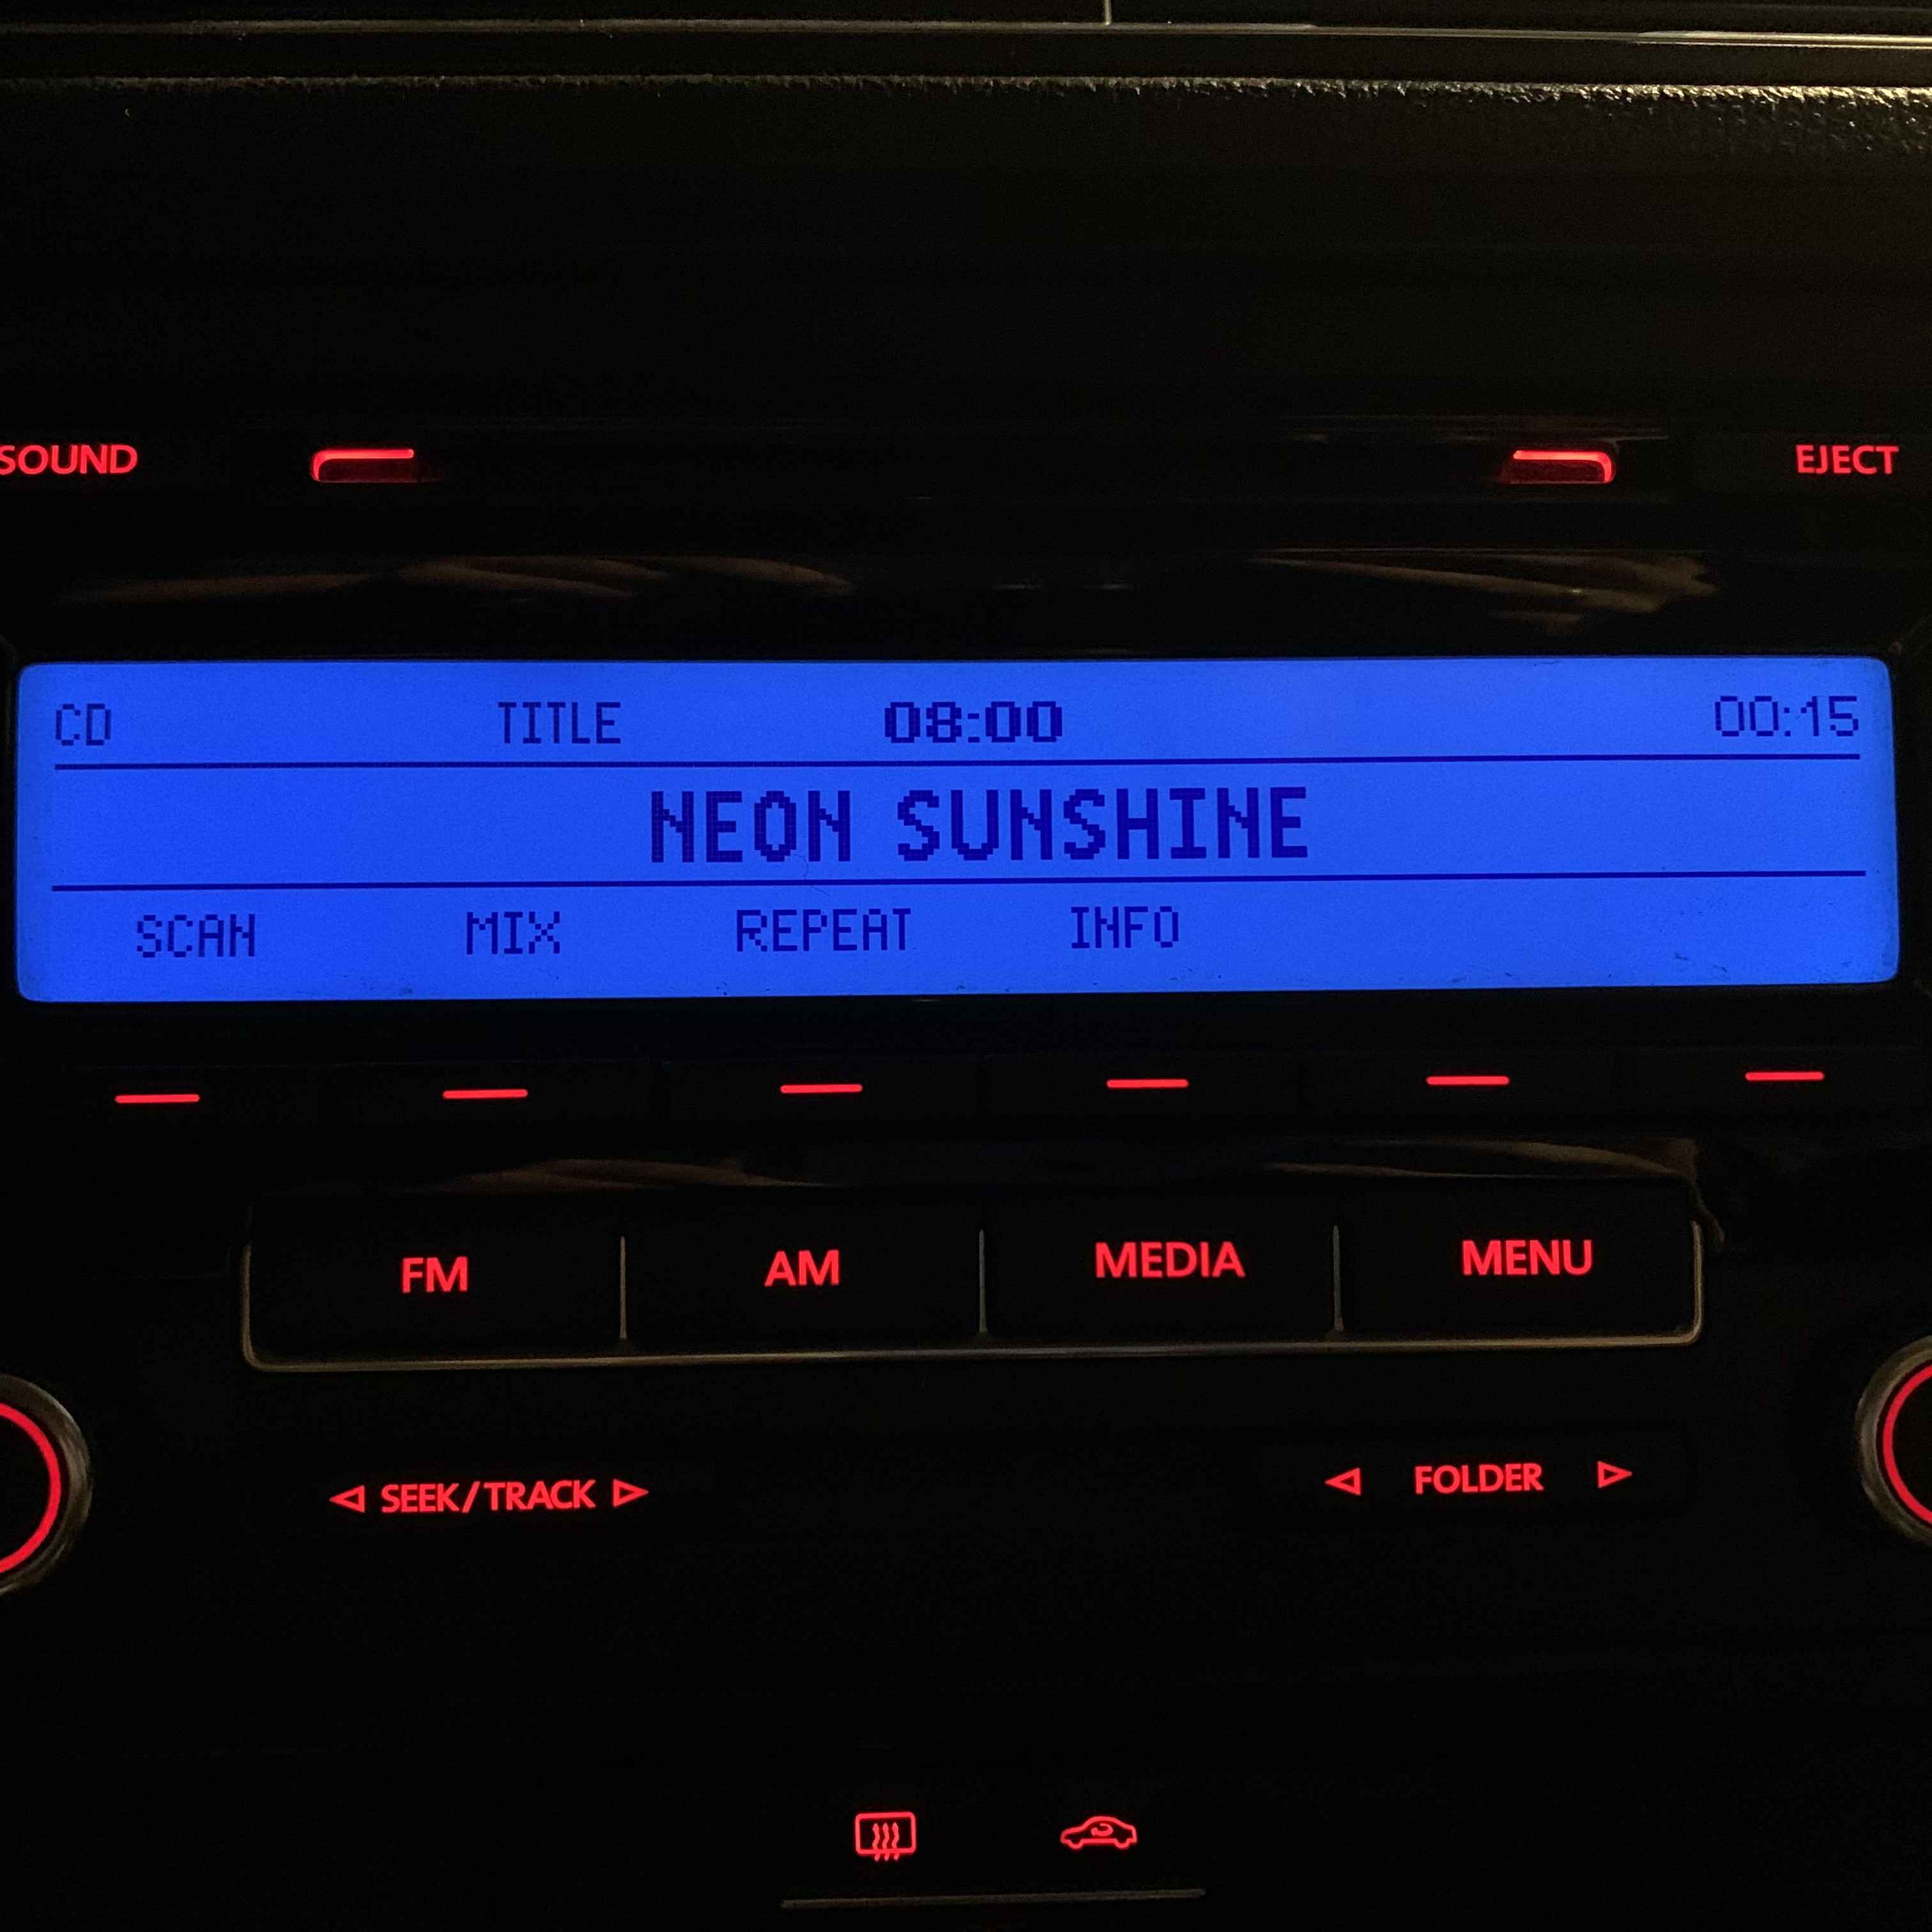 SOUND EJECT
CD TITLE 08:00 00:15
NEON SUNSHINE
SCAN MIX REPEAT INFO
FM AM MEDIA MENU
SEEK/TRACK FOLDER